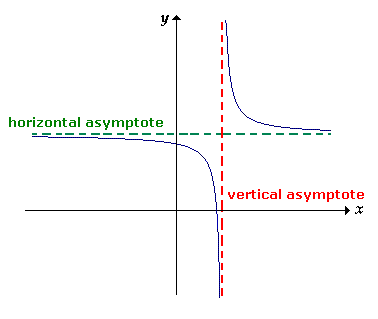 y
horizontal asymptote
vertical asymptote
x